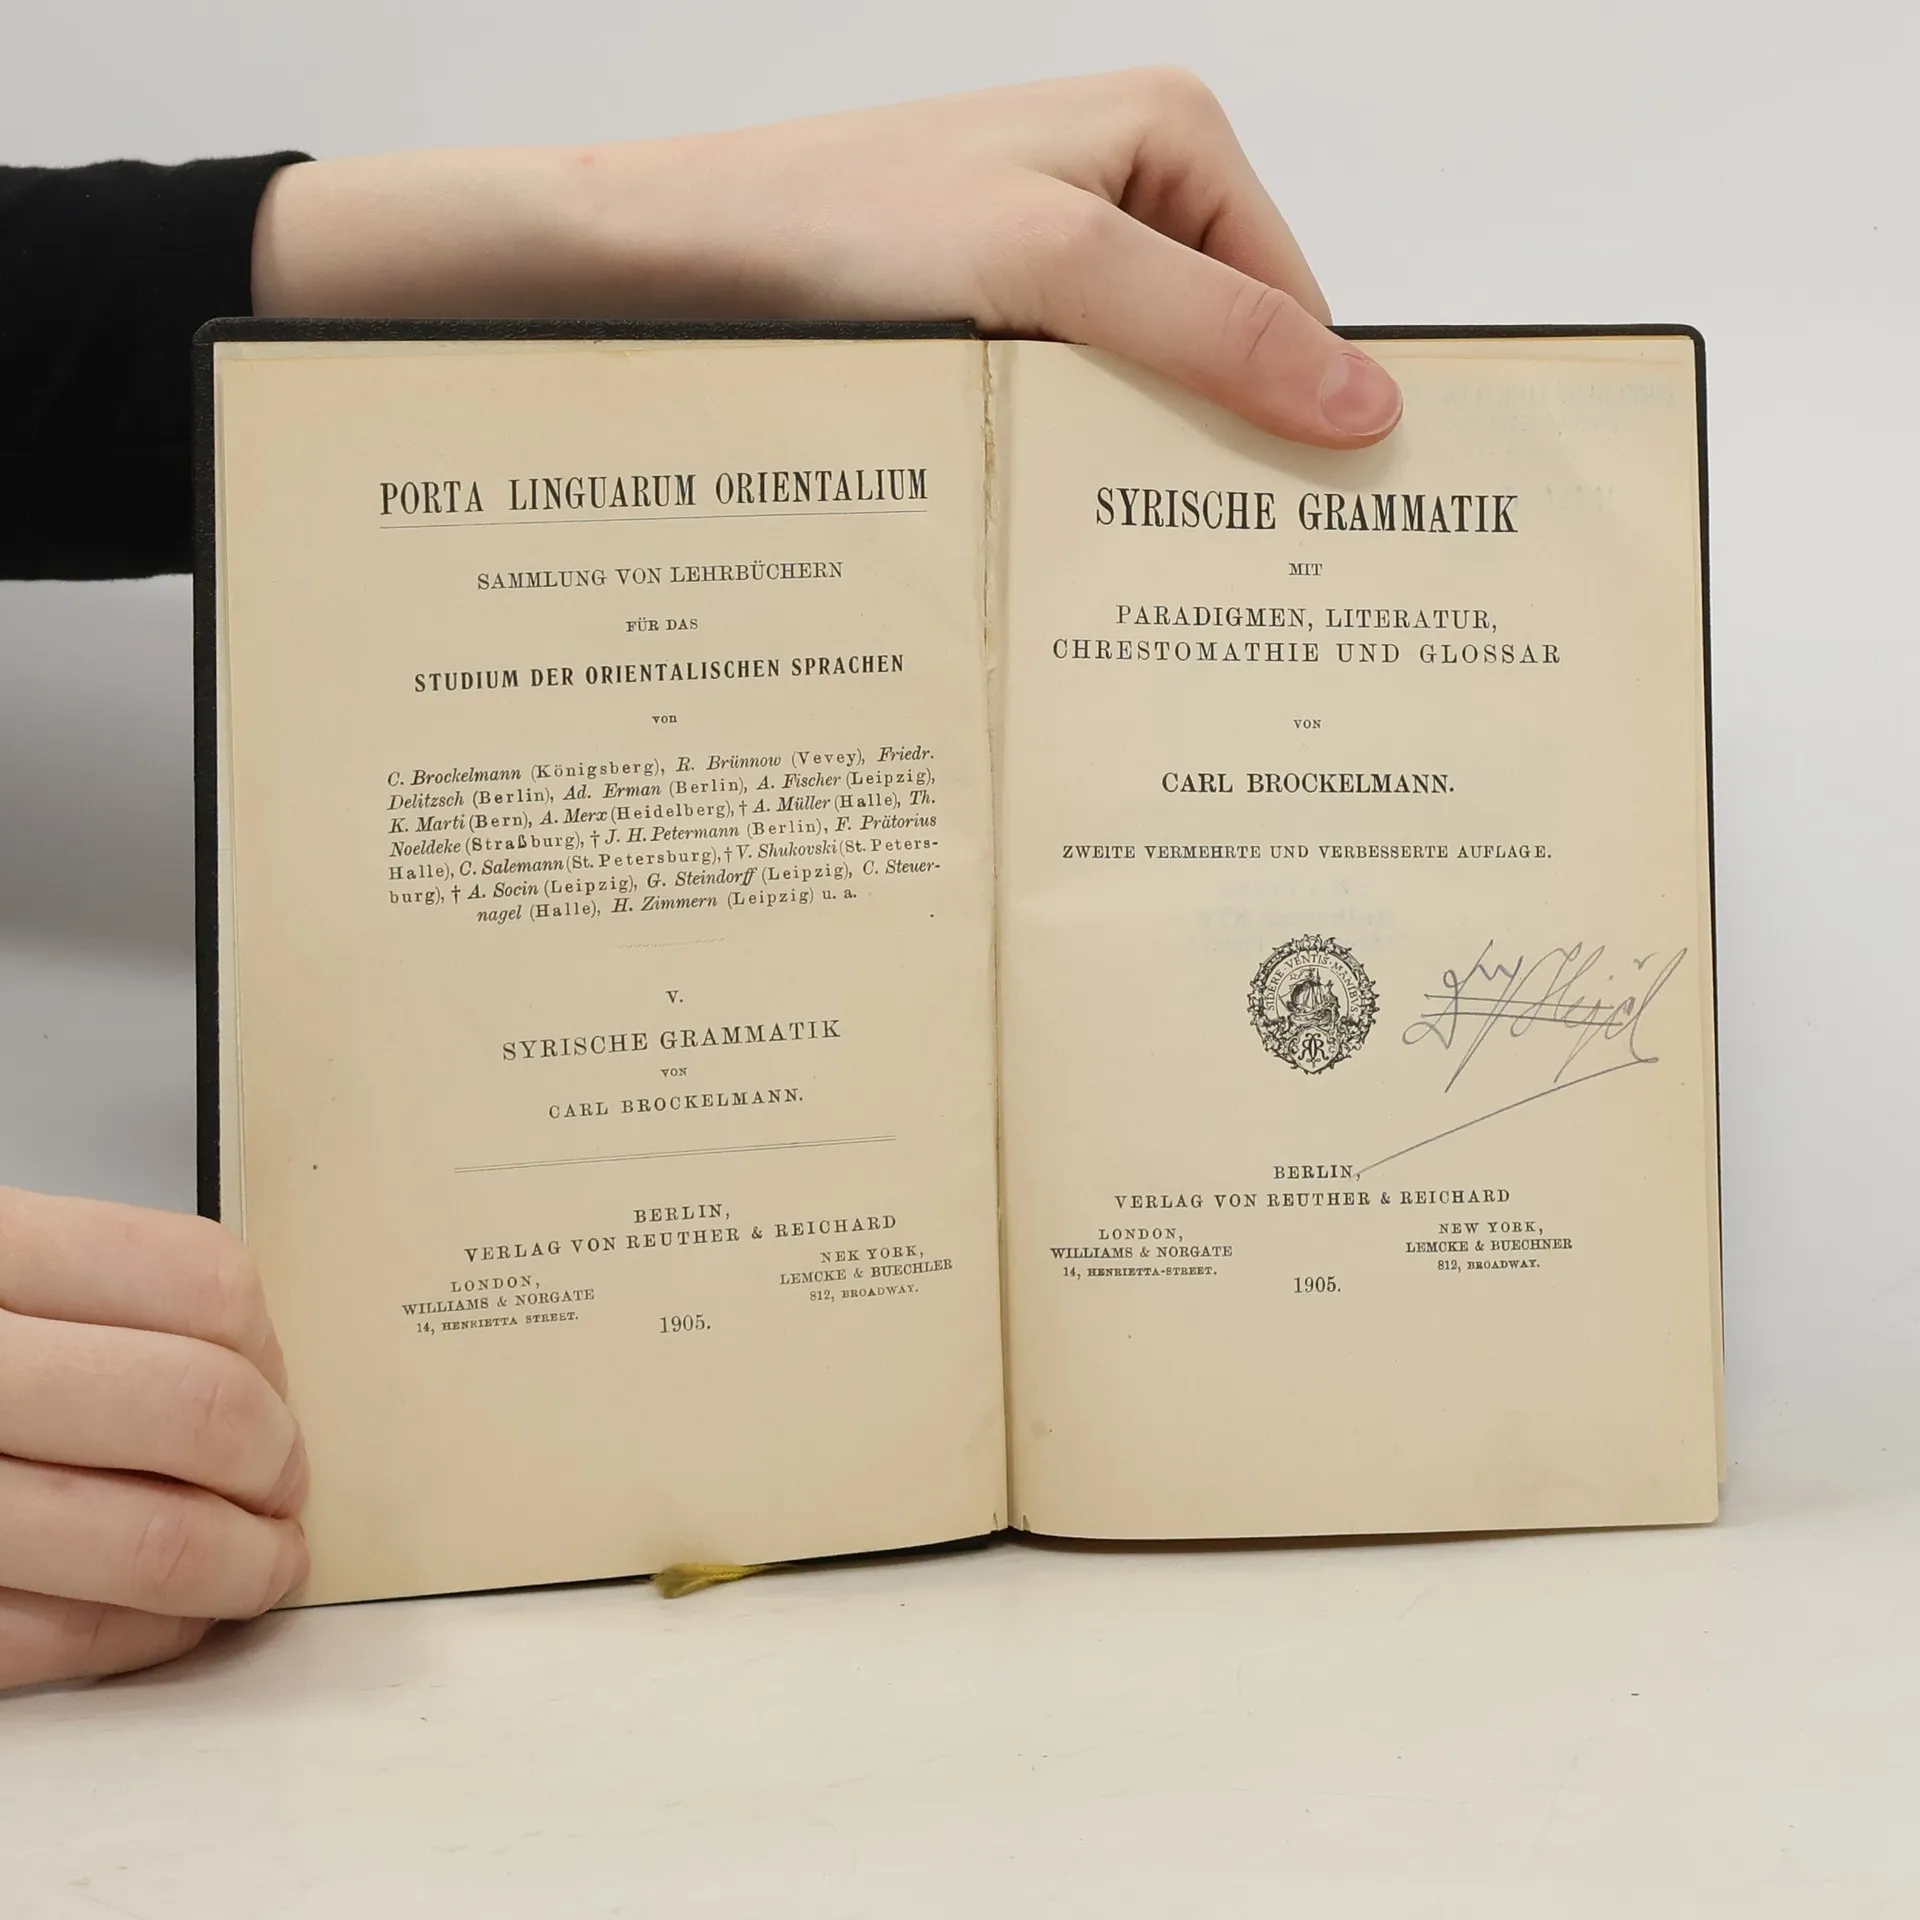 PORTA LINGUARUM ORIENTALIUM
SAMMLUNG VON LEHRBÜCHERN
FÜR DAS
STUDIUM DER ORIENTALISCHEN SPRACHEN
von
C. Brockelmann (Königsberg), R. Brünnow (Vevey), Friedr.
Delitzsch (Berlin), Ad. Erman (Berlin), A. Fischer (Leipzig),
K. Marti (Bern), A. Merx (Heidelberg), † A. Müller (Halle), Th.
Noeldeke (Straßburg), † J. H. Petermann (Berlin), F. Prätorius
Halle), C. Salemann (St. Petersburg), † V. Shukovski (St. Peters-
burg), † A. Socin (Leipzig), G. Steindorff (Leipzig), C. Steuer-
nagel (Halle), H. Zimmern (Leipzig) u. a.
V.
SYRISCHE GRAMMATIK
VON
CARL BROCKELMANN.
BERLIN,
VERLAG VON REUTHER & REICHARD
LONDON,
WILLIAMS & NORGATE
14, HENRIETTA STREET.
NEK YORK,
LEMCKE & BUECHLER
812, BROADWAY.
1905.
SYRISCHE GRAMMATIK
MIT
PARADIGMEN, LITERATUR,
CHRESTOMATHIE UND GLOSSAR
VON
CARL BROCKELMANN.
ZWEITE VERMEHRTE UND VERBESSERTE AUFLAGE.
SIDERE · VENTIS · MANIBVS
BERLIN,
VERLAG VON REUTHER & REICHARD
LONDON,
WILLIAMS & NORGATE
14, HENRIETTA-STREET.
NEW YORK,
LEMCKE & BUECHNER
812, BROADWAY.
1905.